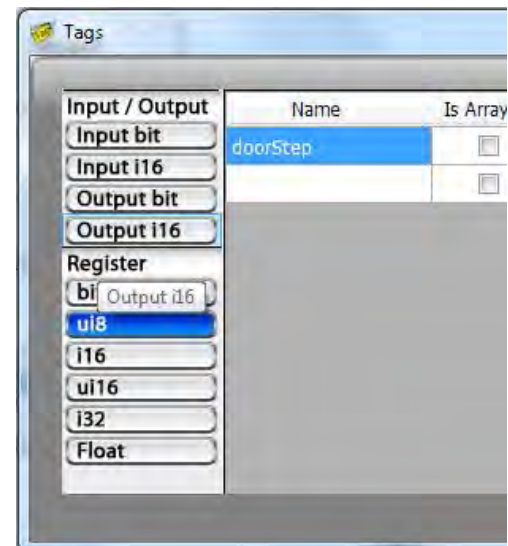 Tags
Input / Output
Input bit
Input i16
Output bit
Output i16
Register
bi
Output i16
ui8
i16
ui16
i32
Float
Name Is Array
doorStep